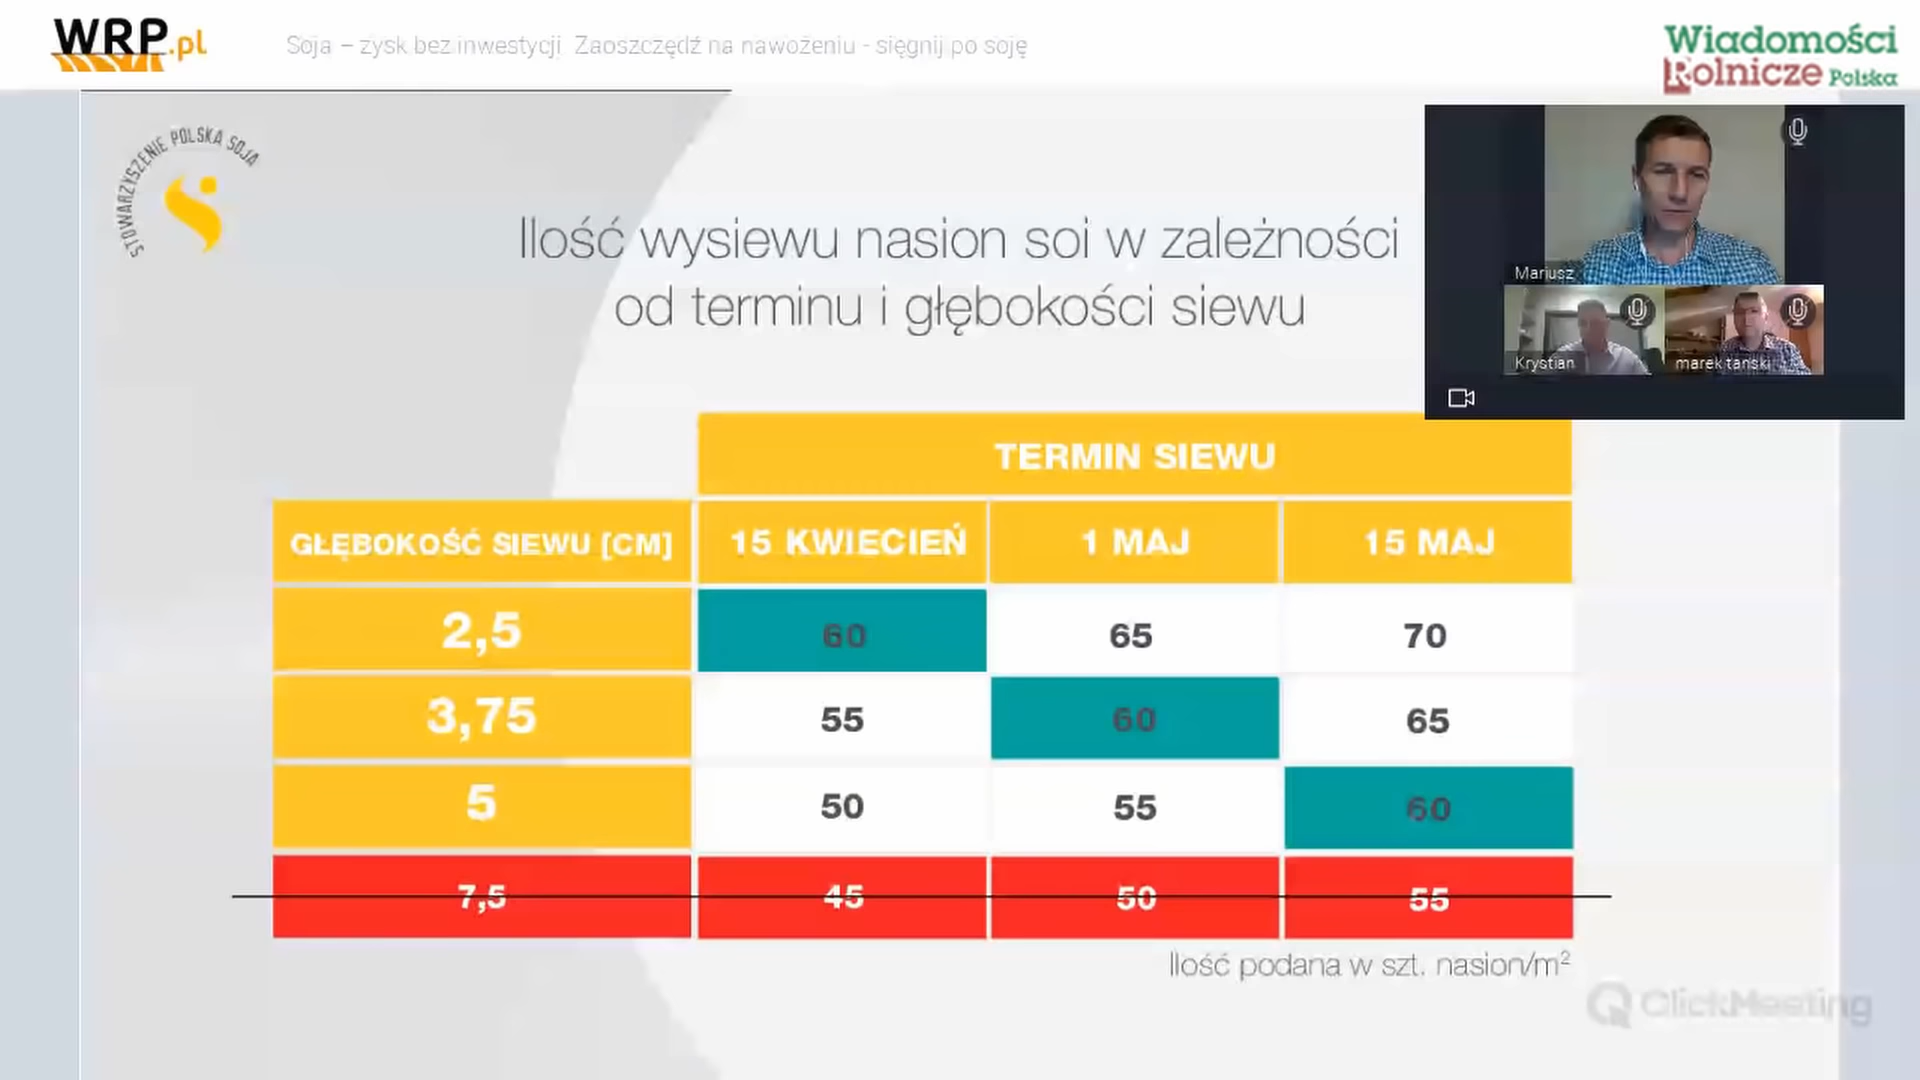 WRP.pl
Soja – zysk bez inwestycji Zaoszczędź na nawożeniu - sięgnij po soję
Wiadomości
Rolnicze Polska
STOWARZYSZENIE POLSKA SOJA
Mariusz
Krystian
marek tański
Ilość wysiewu nasion soi w zależności
od terminu i głębokości siewu
TERMIN SIEWU
GŁĘBOKOŚĆ SIEWU [CM] 15 KWIECIEŃ 1 MAJ 15 MAJ
2,5 60 65 70
3,75 55 60 65
5 50 55 60
7,5 45 50 55
Ilość podana w szt. nasion/m²
ClickMeeting